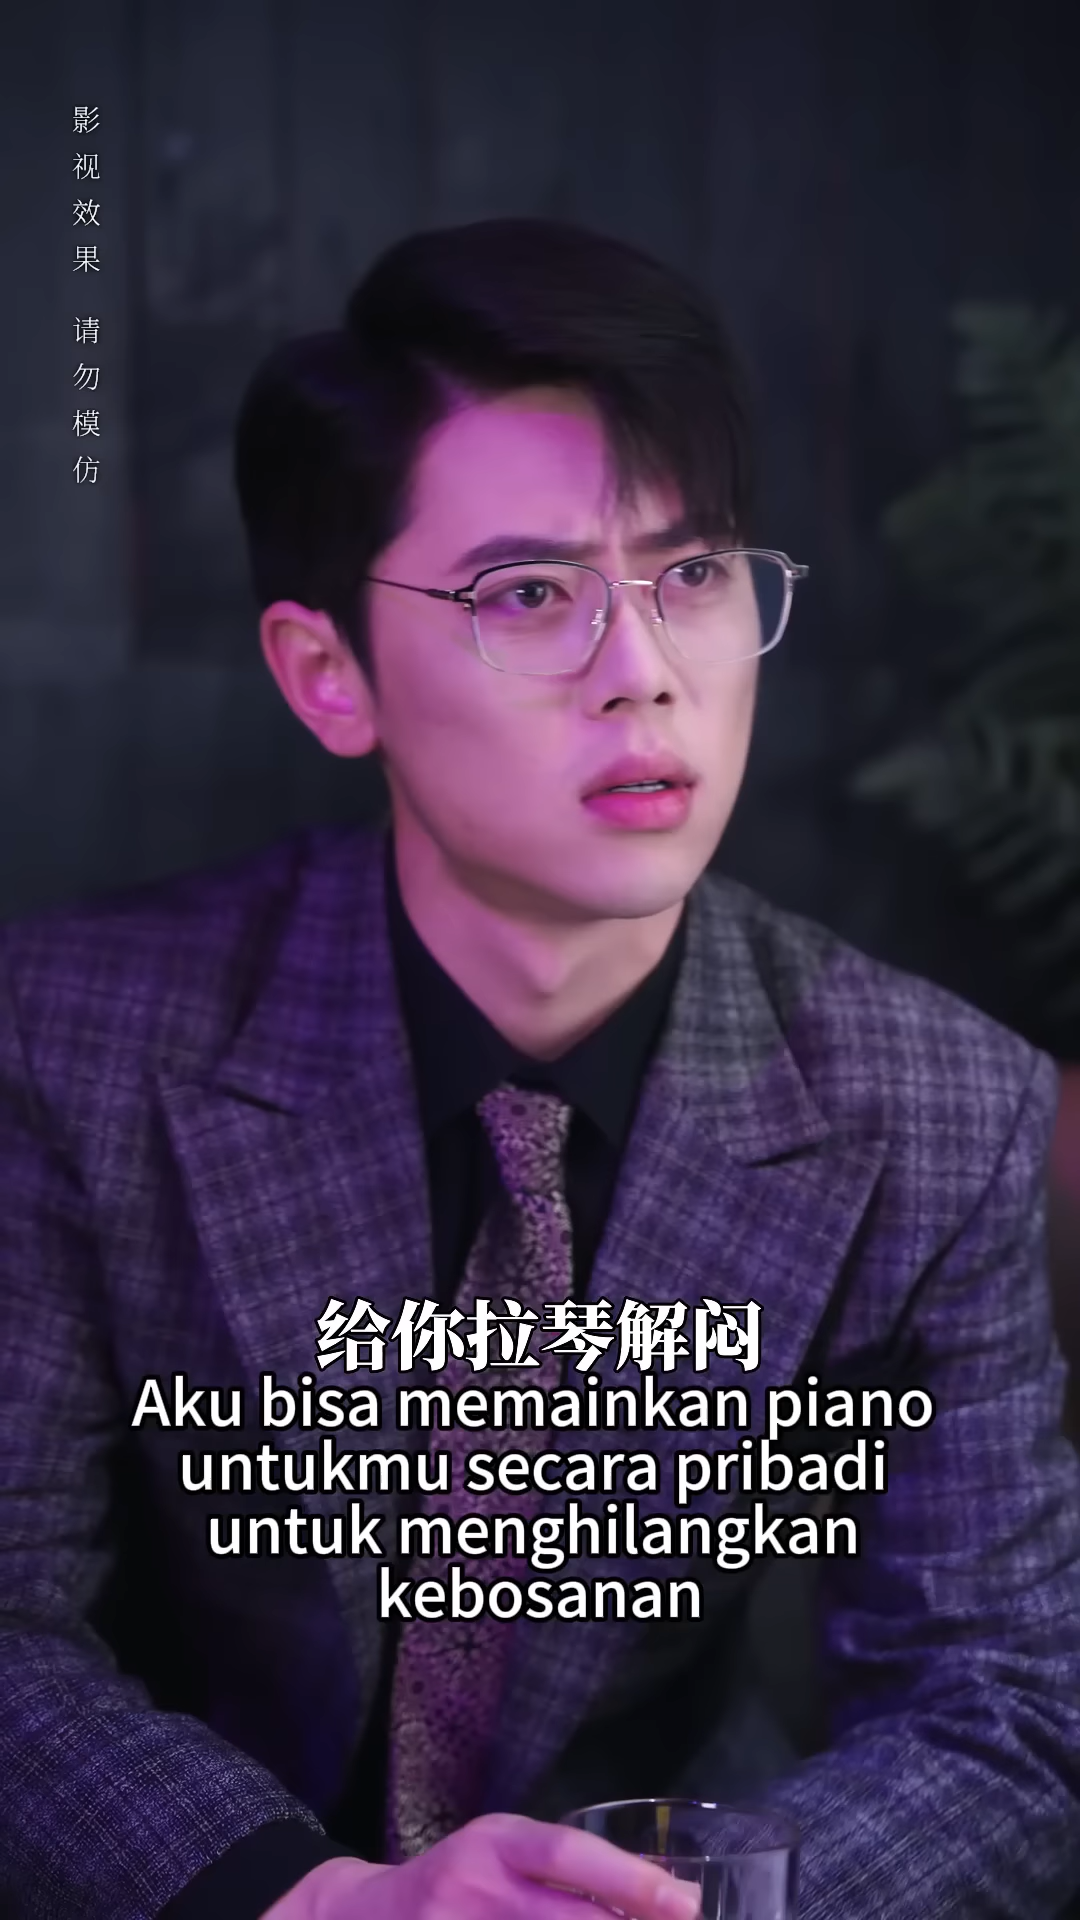 影视效果 请勿模仿
给你拉琴解闷
Aku bisa memainkan piano
untukmu secara pribadi
untuk menghilangkan
kebosanan